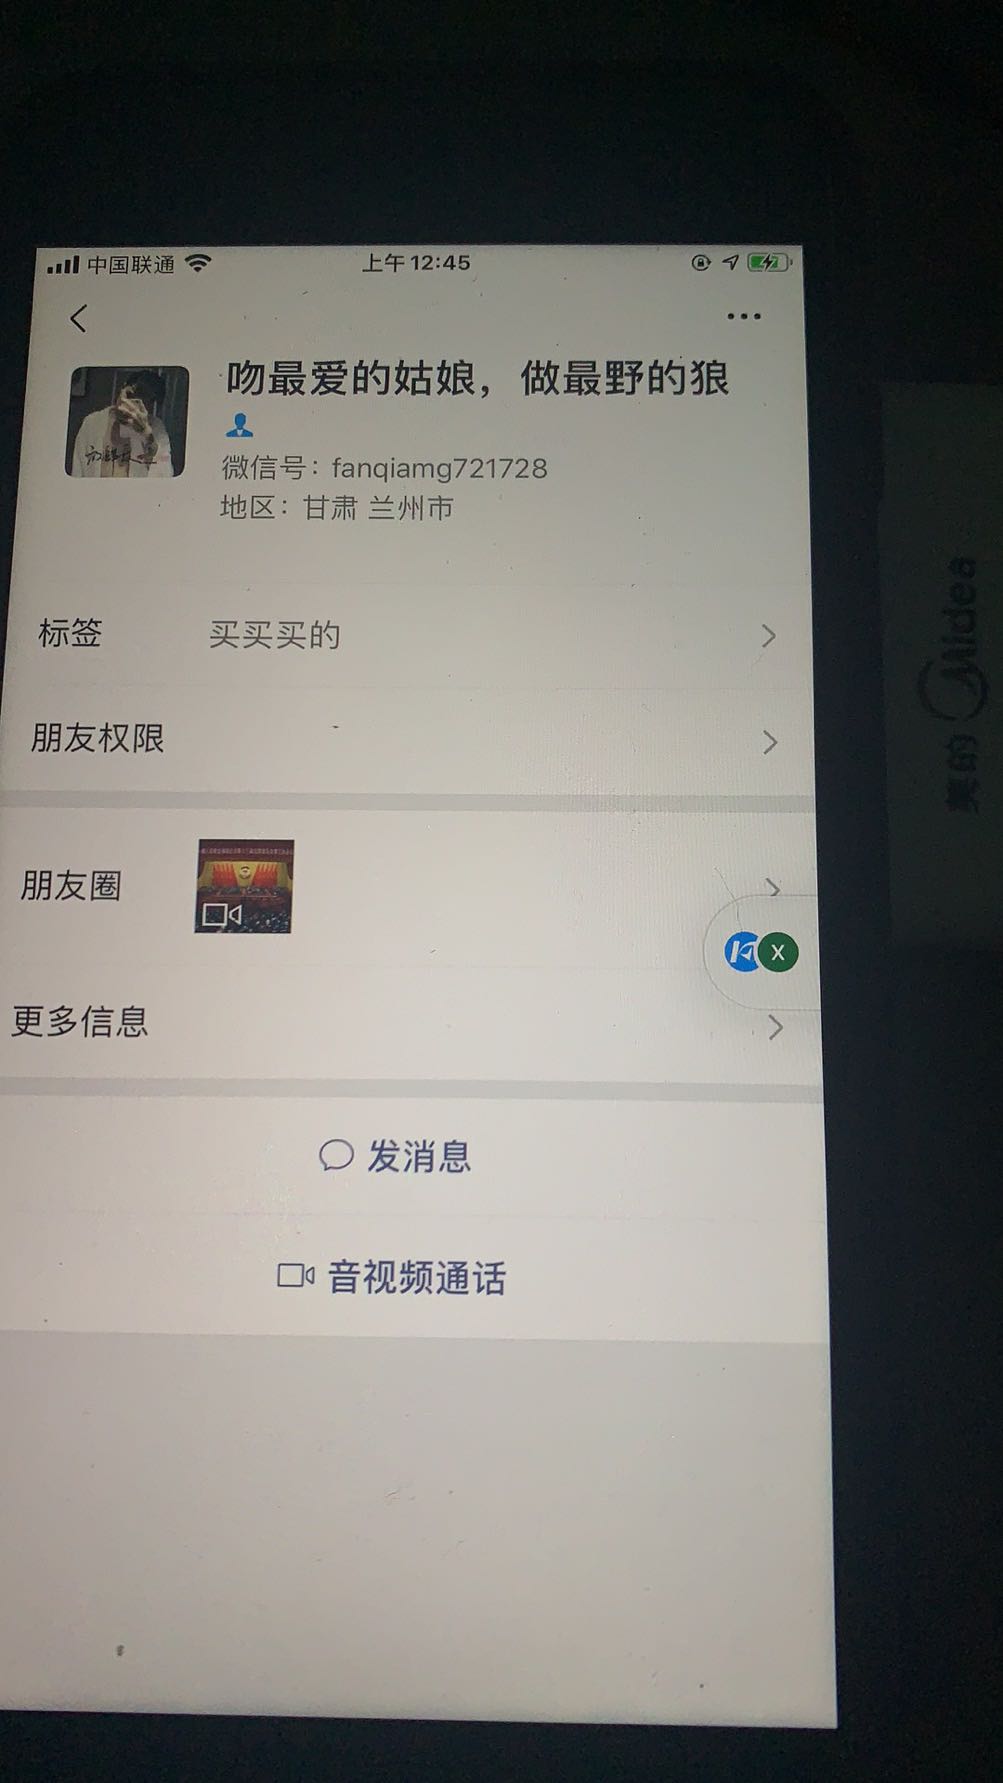 中国联通
上午12:45
吻最爱的姑娘，做最野的狼
微信号：fanqiamg721728
地区：甘肃 兰州市
标签 买买买的
朋友权限
朋友圈
X
更多信息
发消息
音视频通话
美的 Midea